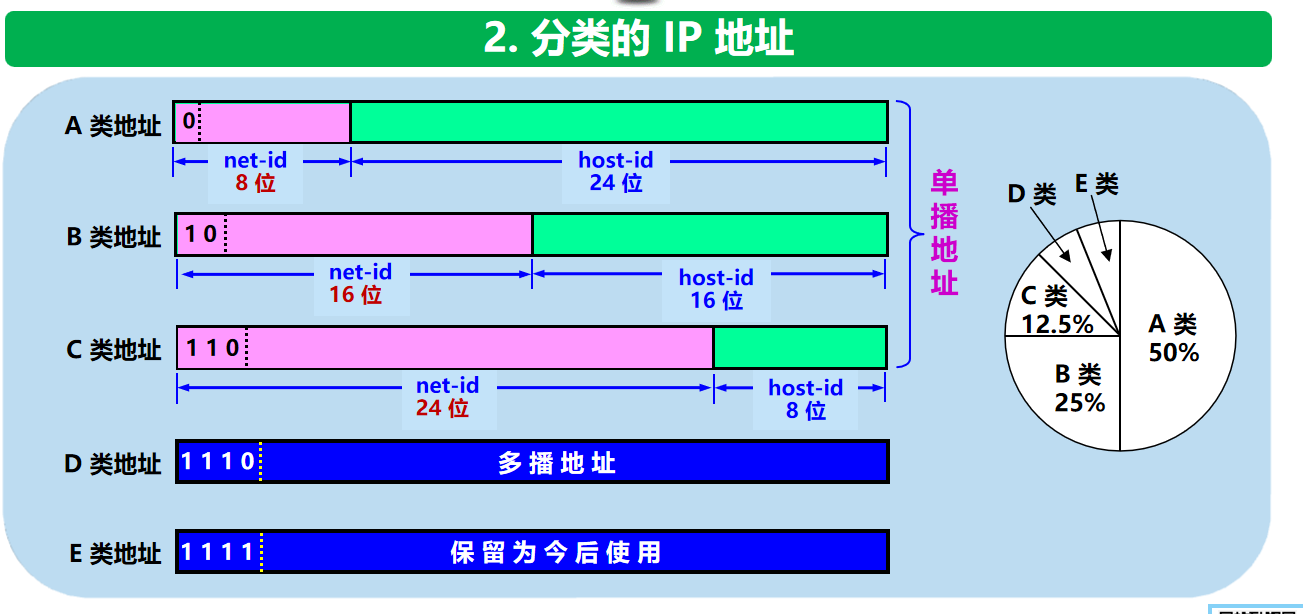 2. 分类的 IP 地址
A 类地址
0
net-id
8 位
host-id
24 位
B 类地址
1 0
net-id
16 位
host-id
16 位
C 类地址
1 1 0
net-id
24 位
host-id
8 位
单播地址
D 类地址
1 1 1 0
多播地址
E 类地址
1 1 1 1
保留为今后使用
D 类
E 类
C 类
12.5%
A 类
50%
B 类
25%